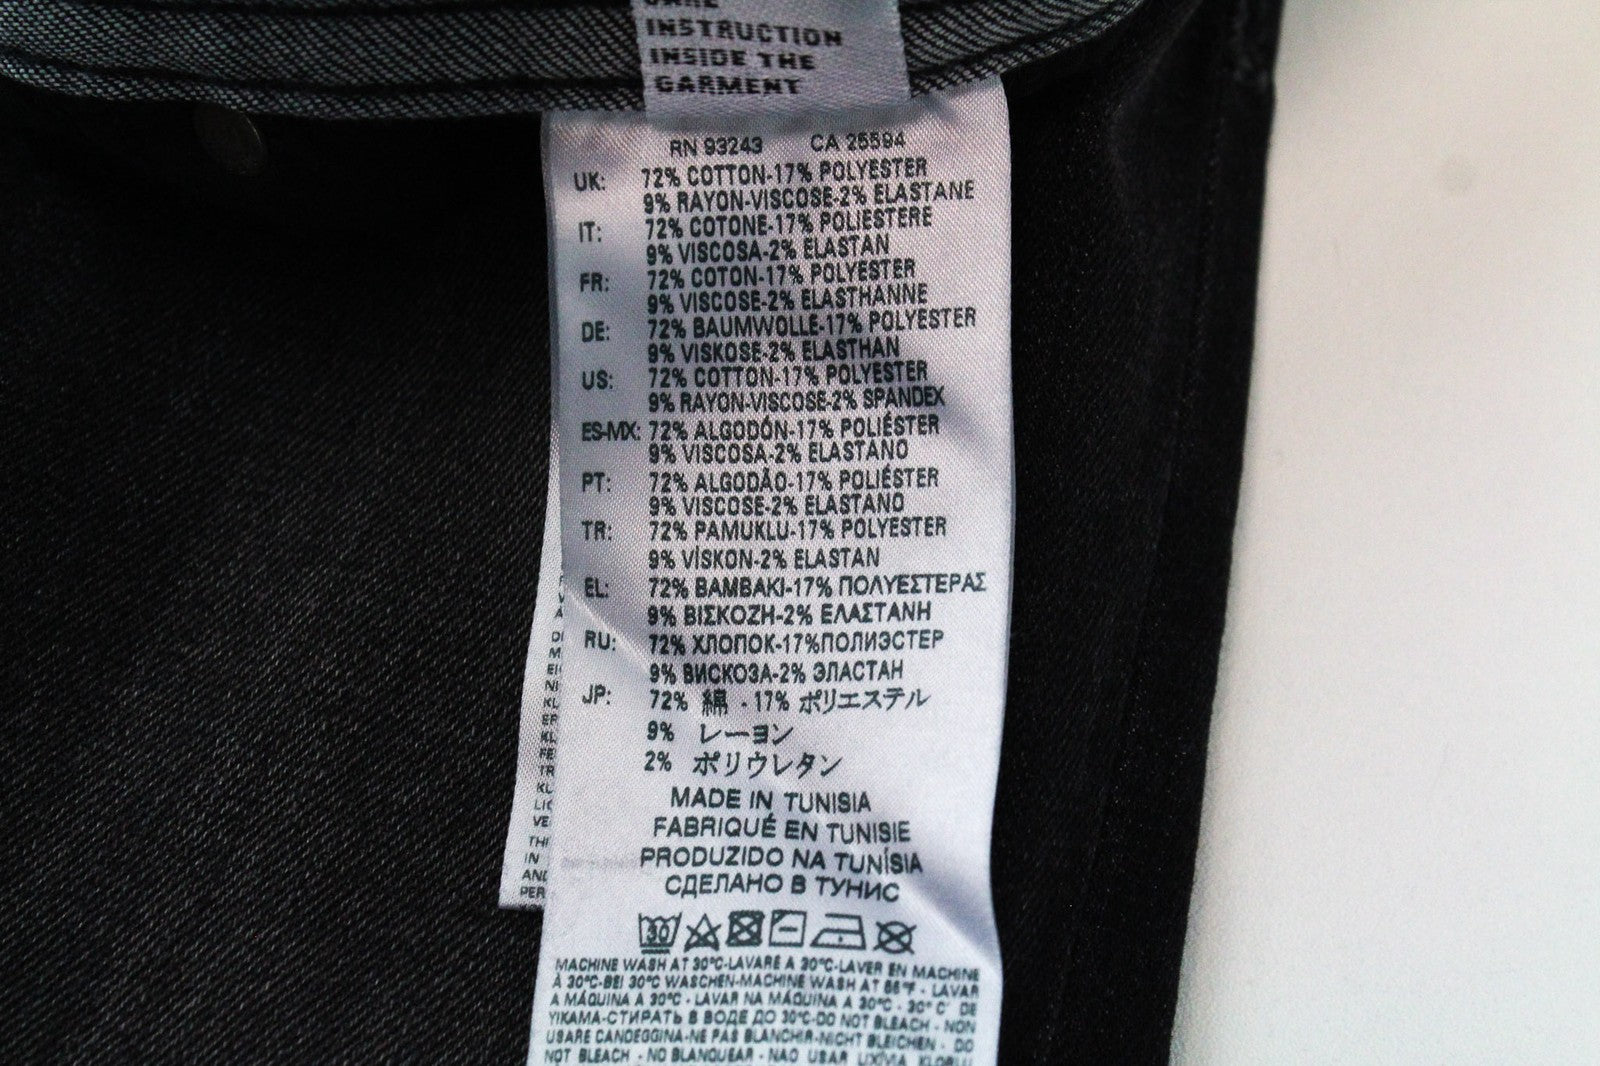 INSTRUCTION
INSIDE THE
GARMENT
RN 93243 CA 25594
UK: 72% COTTON-17% POLYESTER
9% RAYON-VISCOSE-2% ELASTANE
IT: 72% COTONE-17% POLIESTERE
9% VISCOSA-2% ELASTAN
FR: 72% COTON-17% POLYESTER
9% VISCOSE-2% ELASTHANNE
DE: 72% BAUMWOLLE-17% POLYESTER
9% VISKOSE-2% ELASTHAN
US: 72% COTTON-17% POLYESTER
9% RAYON-VISCOSE-2% SPANDEX
ES-MX: 72% ALGODÓN-17% POLIÉSTER
9% VISCOSA-2% ELASTANO
PT: 72% ALGODÃO-17% POLIÉSTER
9% VISCOSE-2% ELASTANO
TR: 72% PAMUKLU-17% POLYESTER
9% VİSKON-2% ELASTAN
EL: 72% ΒΑΜΒΑΚΙ-17% ΠΟΛΥΕΣΤΕΡΑΣ
9% ΒΙΣΚΟΖΗ-2% ΕΛΑΣΤΑΝΗ
RU: 72% ХЛОПОК-17%ПОЛИЭСТЕР
9% ВИСКОЗА-2% ЭЛАСТАН
JP: 72% 綿 - 17% ポリエステル
9% レーヨン
2% ポリウレタン
MADE IN TUNISIA
FABRIQUÉ EN TUNISIE
PRODUZIDO NA TUNÍSIA
СДЕЛАНО В ТУНИС
30
MACHINE WASH AT 30°C-LAVARE A 30°C-LAVER EN MACHINE
À 30°C-BEI 30°C WASCHEN-MACHINE WASH AT 86°F - LAVAR
A MÁQUINA A 30°C - LAVAR NA MÁQUINA A 30°C - 30° C' DE
YIKAMA-СТИРАТЬ В ВОДЕ ДО 30°C-DO NOT BLEACH - NON
USARE CANDEGGINA-NE PAS BLANCHIR-NICHT BLEICHEN - DO
NOT BLEACH - NO BLANQUEAR - NAO USAR LIXÍVIA